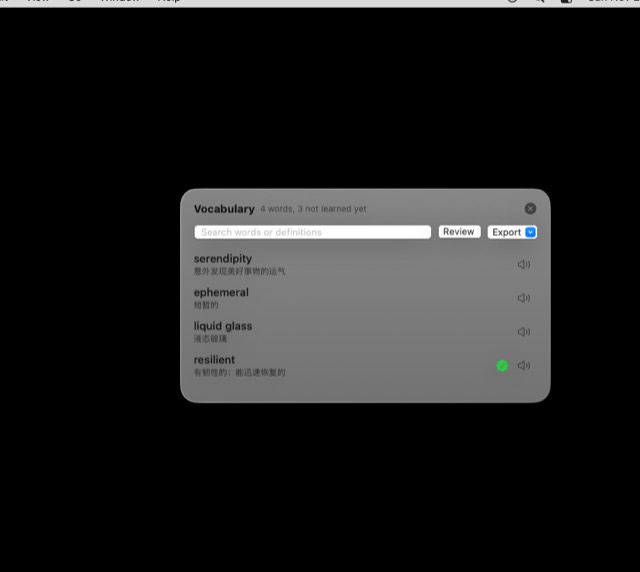 Window Help
Vocabulary 4 words, 3 not learned yet
Search words or definitions
Review
Export
serendipity
意外发现美好事物的运气
ephemeral
短暂的
liquid glass
液态玻璃
resilient
有韧性的；能迅速恢复的